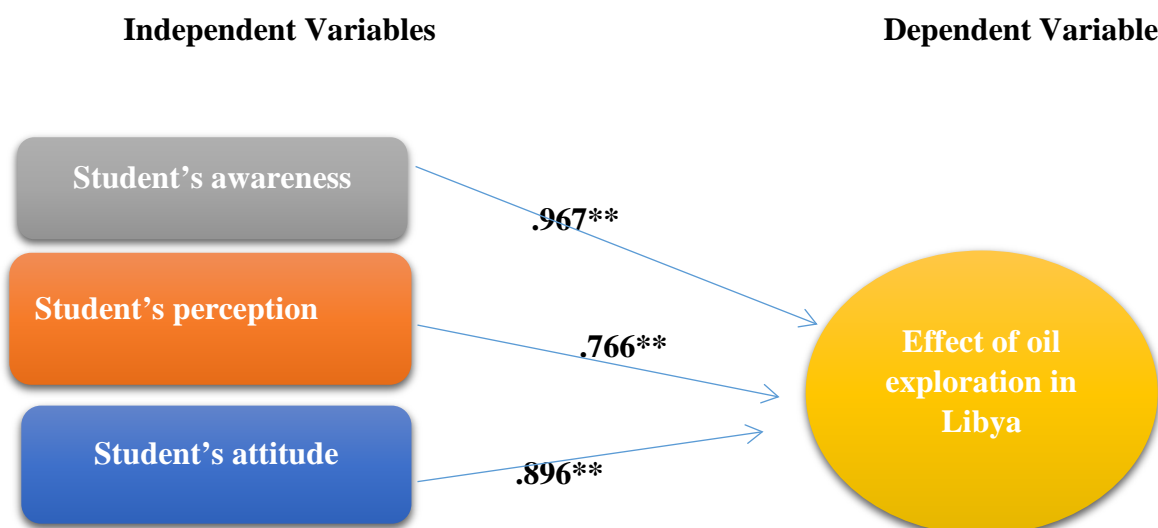 Independent Variables
Dependent Variable
Student’s awareness
.967**
Student’s perception
.766**
Student’s attitude
.896**
Effect of oil
exploration in
Libya